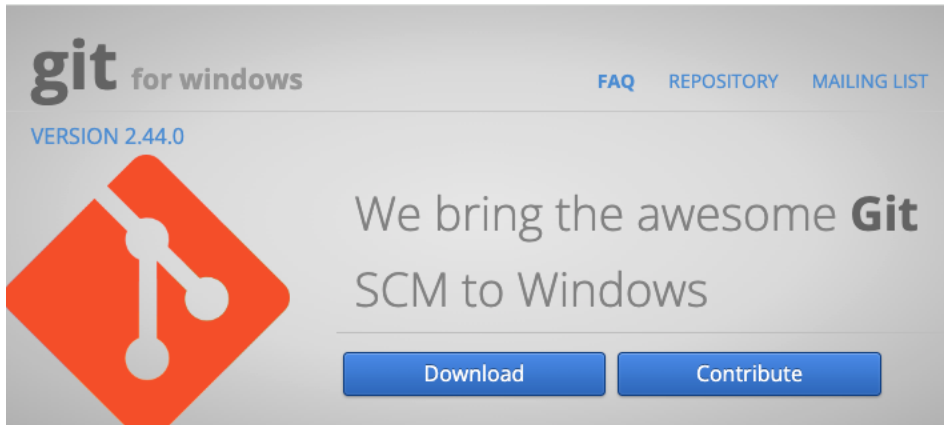 git for windows
FAQ REPOSITORY MAILING LIST
VERSION 2.44.0
We bring the awesome Git
SCM to Windows
Download Contribute